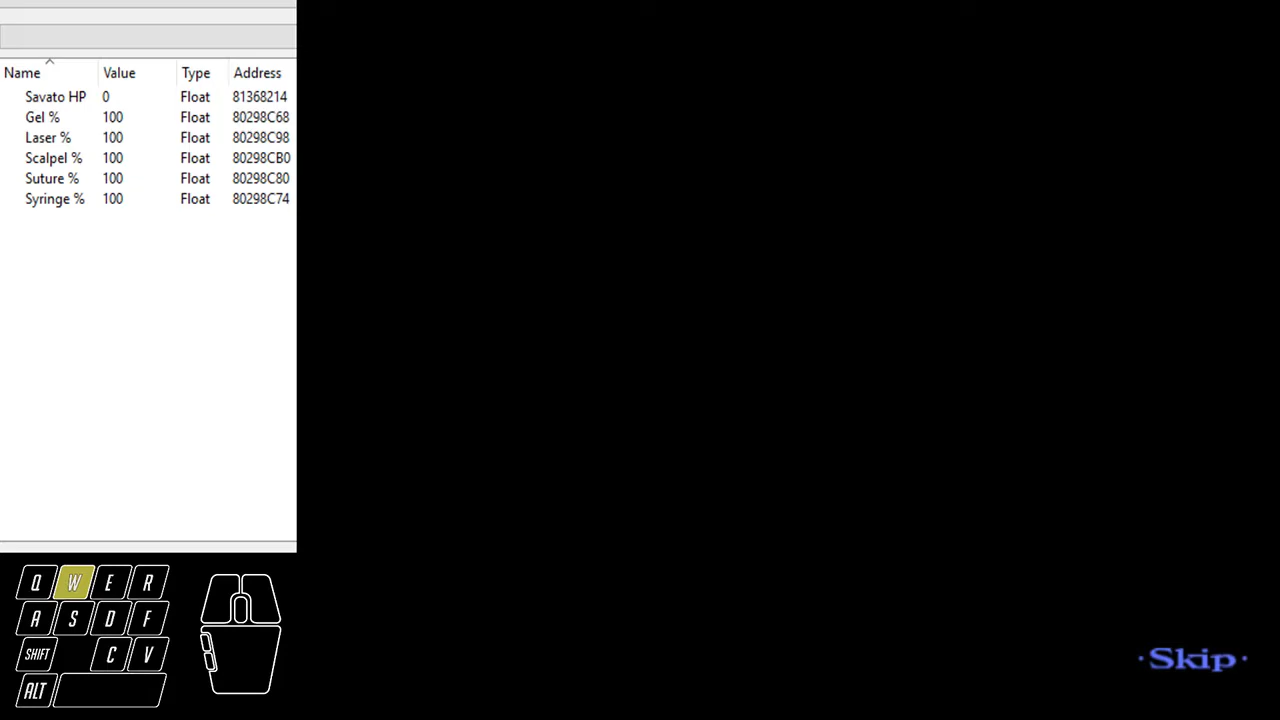 Name Value Type Address
Savato HP 0 Float 81368214
Gel % 100 Float 80298C68
Laser % 100 Float 80298C98
Scalpel % 100 Float 80298CB0
Suture % 100 Float 80298C80
Syringe % 100 Float 80298C74
Q W E R
A S D F
SHIFT C V
ALT
·Skip·